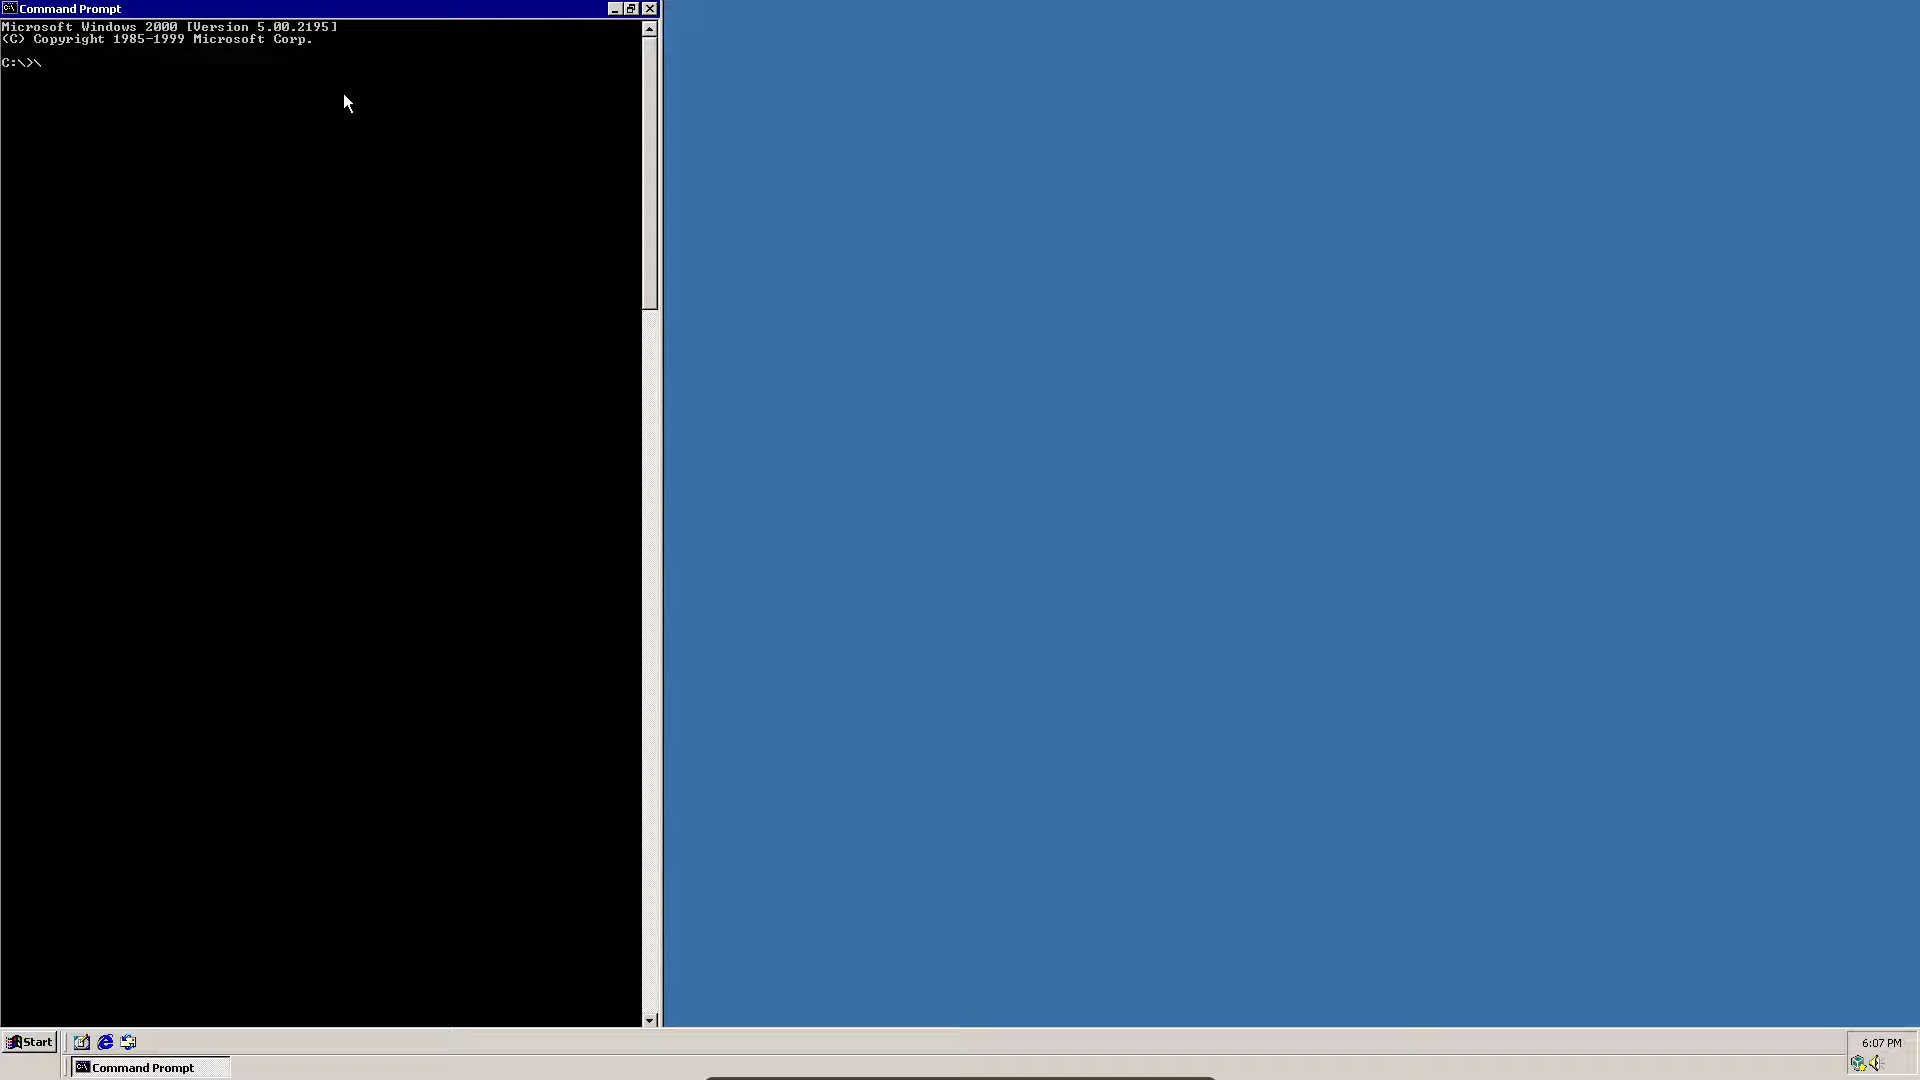 Command Prompt
Microsoft Windows 2000 [Version 5.00.2195]
(C) Copyright 1985-1999 Microsoft Corp.
C:\>\
Start
6:07 PM
Command Prompt